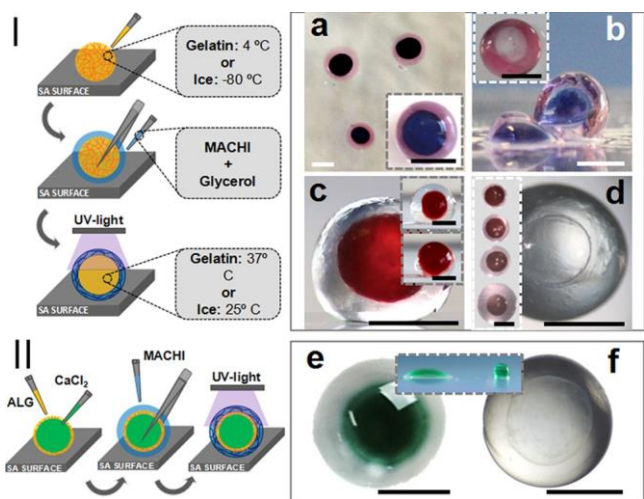 I
Gelatin: 4 ºC
or
Ice: -80 ºC
SA SURFACE
MACHI
+
Glycerol
SA SURFACE
UV-light
Gelatin: 37º
C
or
Ice: 25º C
SA SURFACE
II
ALG
CaCl2
SA SURFACE
MACHI
SA SURFACE
UV-light
SA SURFACE
a
b
c
d
e
f